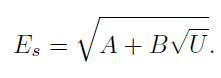 $E_s = \sqrt{A + B\sqrt{U}}.$